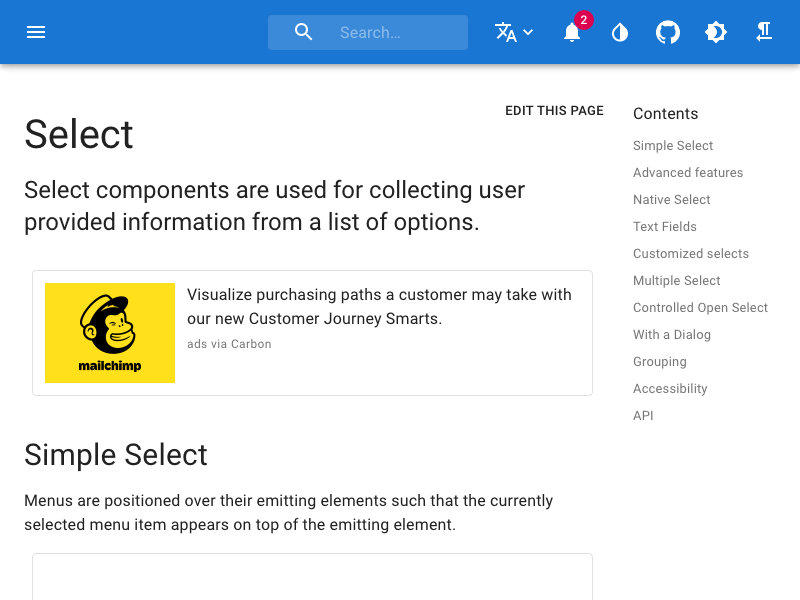 Search…
2
EDIT THIS PAGE
Select
Select components are used for collecting user
provided information from a list of options.
mailchimp
Visualize purchasing paths a customer may take with
our new Customer Journey Smarts.
ads via Carbon
Simple Select
Menus are positioned over their emitting elements such that the currently
selected menu item appears on top of the emitting element.
Contents
Simple Select
Advanced features
Native Select
Text Fields
Customized selects
Multiple Select
Controlled Open Select
With a Dialog
Grouping
Accessibility
API